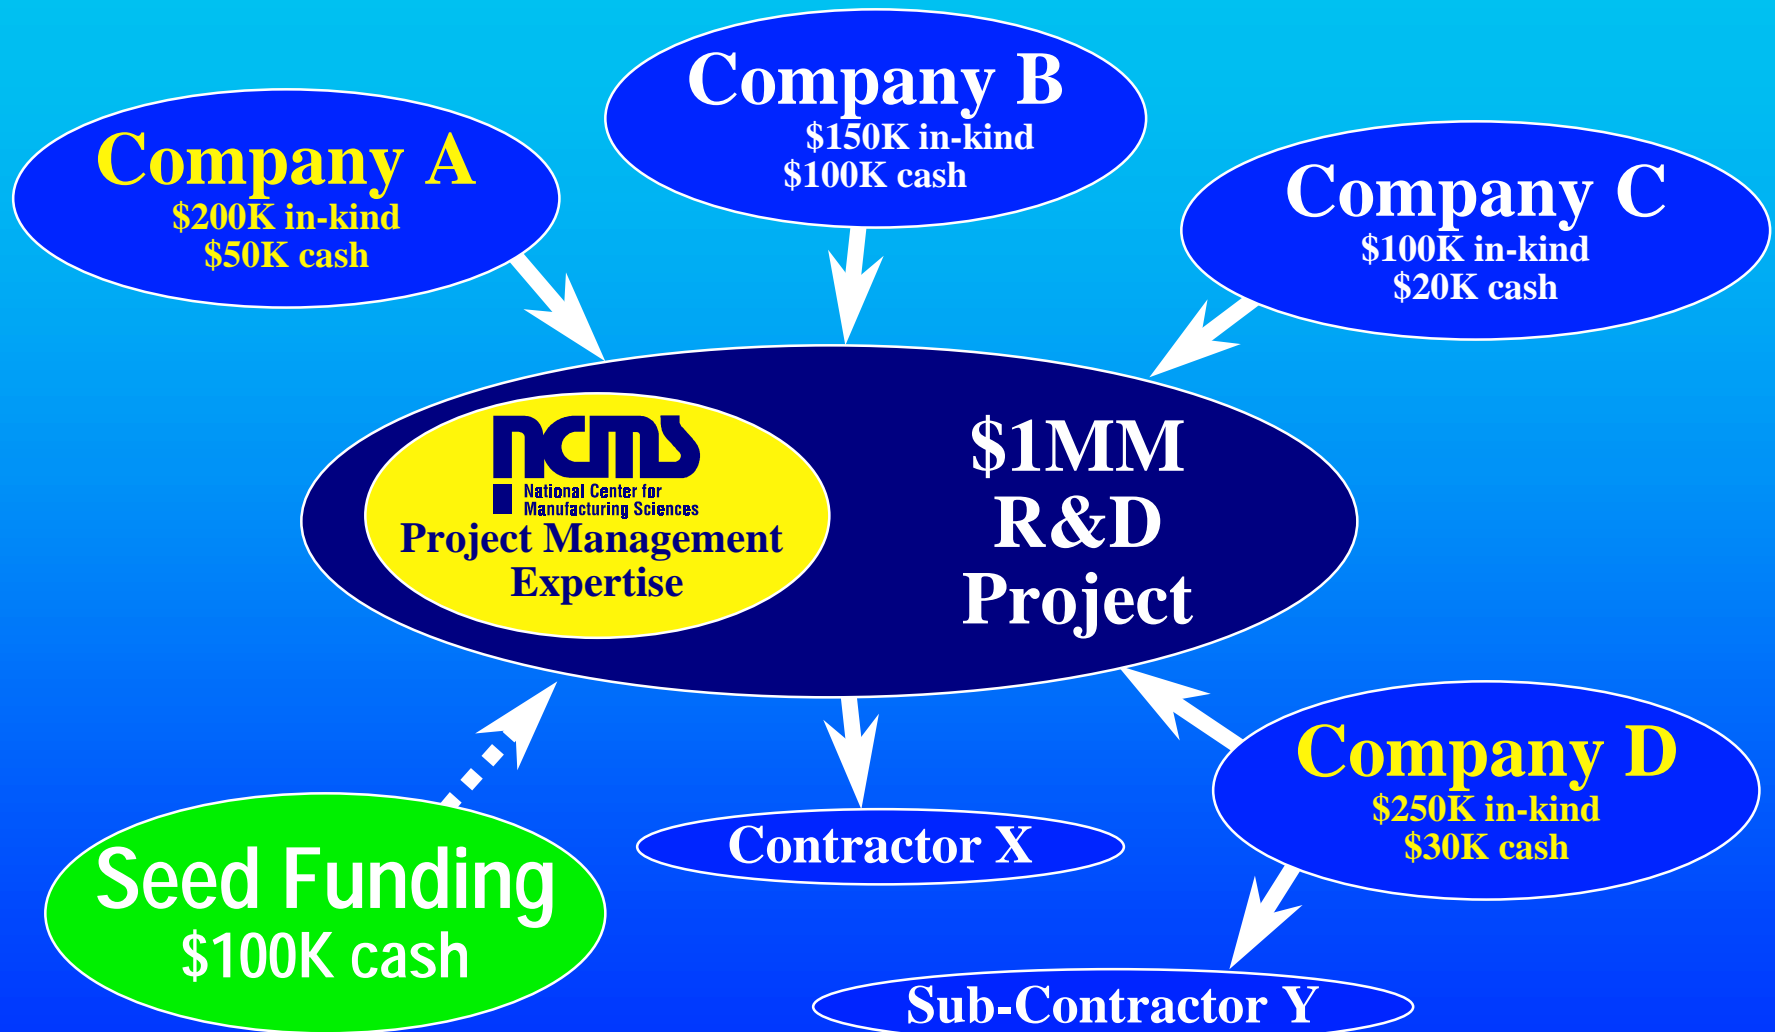 Company A
$200K in-kind
$50K cash
Company B
$150K in-kind
$100K cash
Company C
$100K in-kind
$20K cash
ncms
National Center for
Manufacturing Sciences
Project Management
Expertise
$1MM
R&D
Project
Seed Funding
$100K cash
Contractor X
Company D
$250K in-kind
$30K cash
Sub-Contractor Y